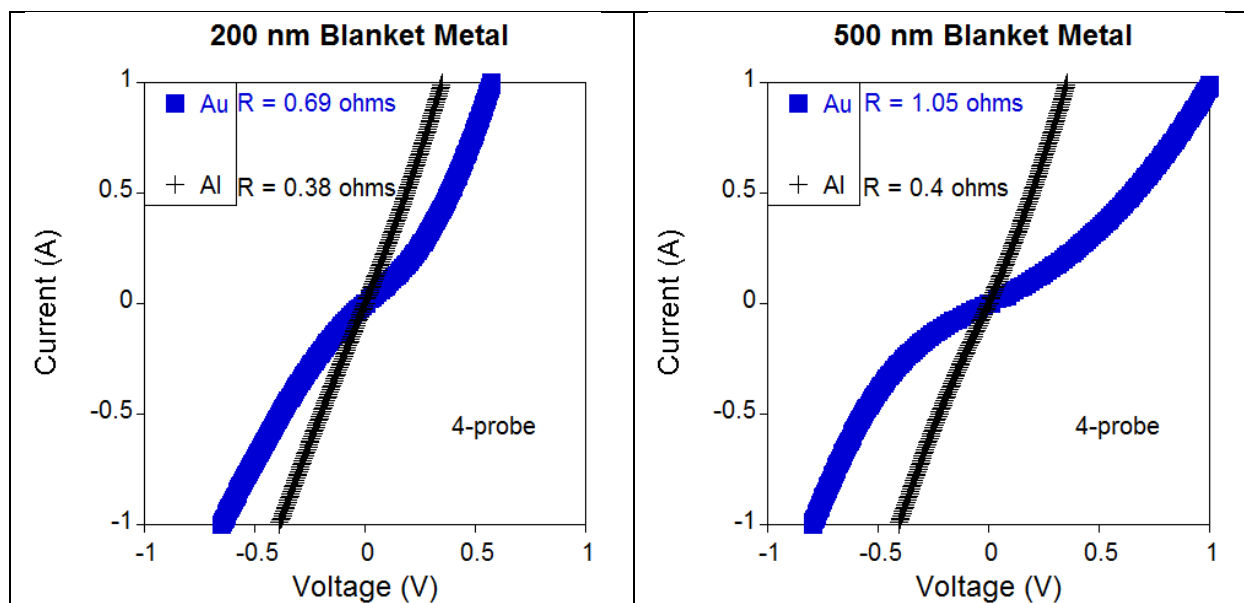 200 nm Blanket Metal
1
Au R = 0.69 ohms
Al R = 0.38 ohms
0.5
0
-0.5
-1
Current (A)
4-probe
-1 -0.5 0 0.5 1
Voltage (V)
500 nm Blanket Metal
1
Au R = 1.05 ohms
Al R = 0.4 ohms
0.5
0
-0.5
-1
Current (A)
4-probe
-1 -0.5 0 0.5 1
Voltage (V)